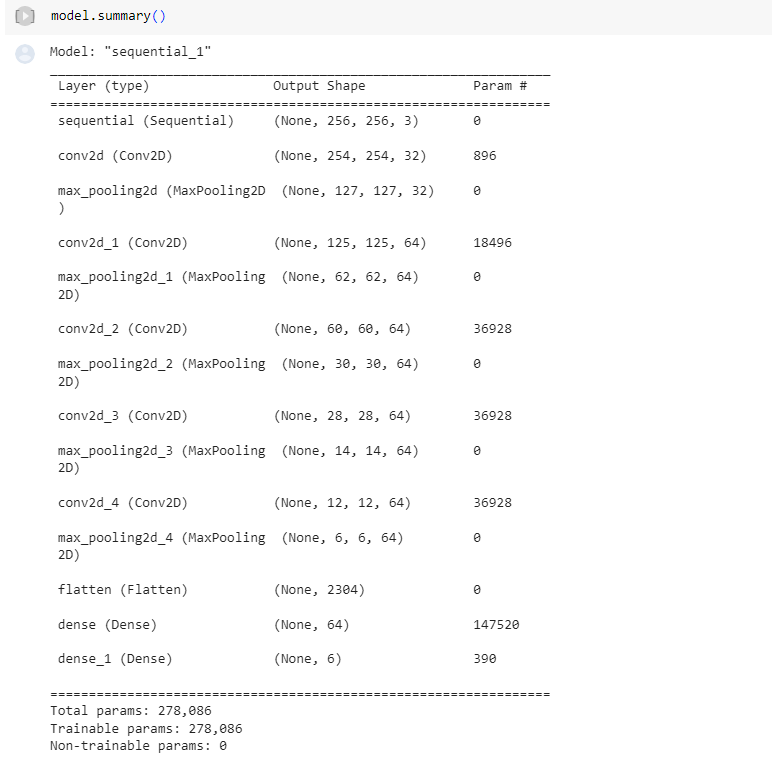 model.summary()
Model: "sequential_1"
_________________________________________________________________
Layer (type) Output Shape Param #
=================================================================
sequential (Sequential) (None, 256, 256, 3) 0
conv2d (Conv2D) (None, 254, 254, 32) 896
max_pooling2d (MaxPooling2D (None, 127, 127, 32) 0
)
conv2d_1 (Conv2D) (None, 125, 125, 64) 18496
max_pooling2d_1 (MaxPooling (None, 62, 62, 64) 0
2D)
conv2d_2 (Conv2D) (None, 60, 60, 64) 36928
max_pooling2d_2 (MaxPooling (None, 30, 30, 64) 0
2D)
conv2d_3 (Conv2D) (None, 28, 28, 64) 36928
max_pooling2d_3 (MaxPooling (None, 14, 14, 64) 0
2D)
conv2d_4 (Conv2D) (None, 12, 12, 64) 36928
max_pooling2d_4 (MaxPooling (None, 6, 6, 64) 0
2D)
flatten (Flatten) (None, 2304) 0
dense (Dense) (None, 64) 147520
dense_1 (Dense) (None, 6) 390
=================================================================
Total params: 278,086
Trainable params: 278,086
Non-trainable params: 0